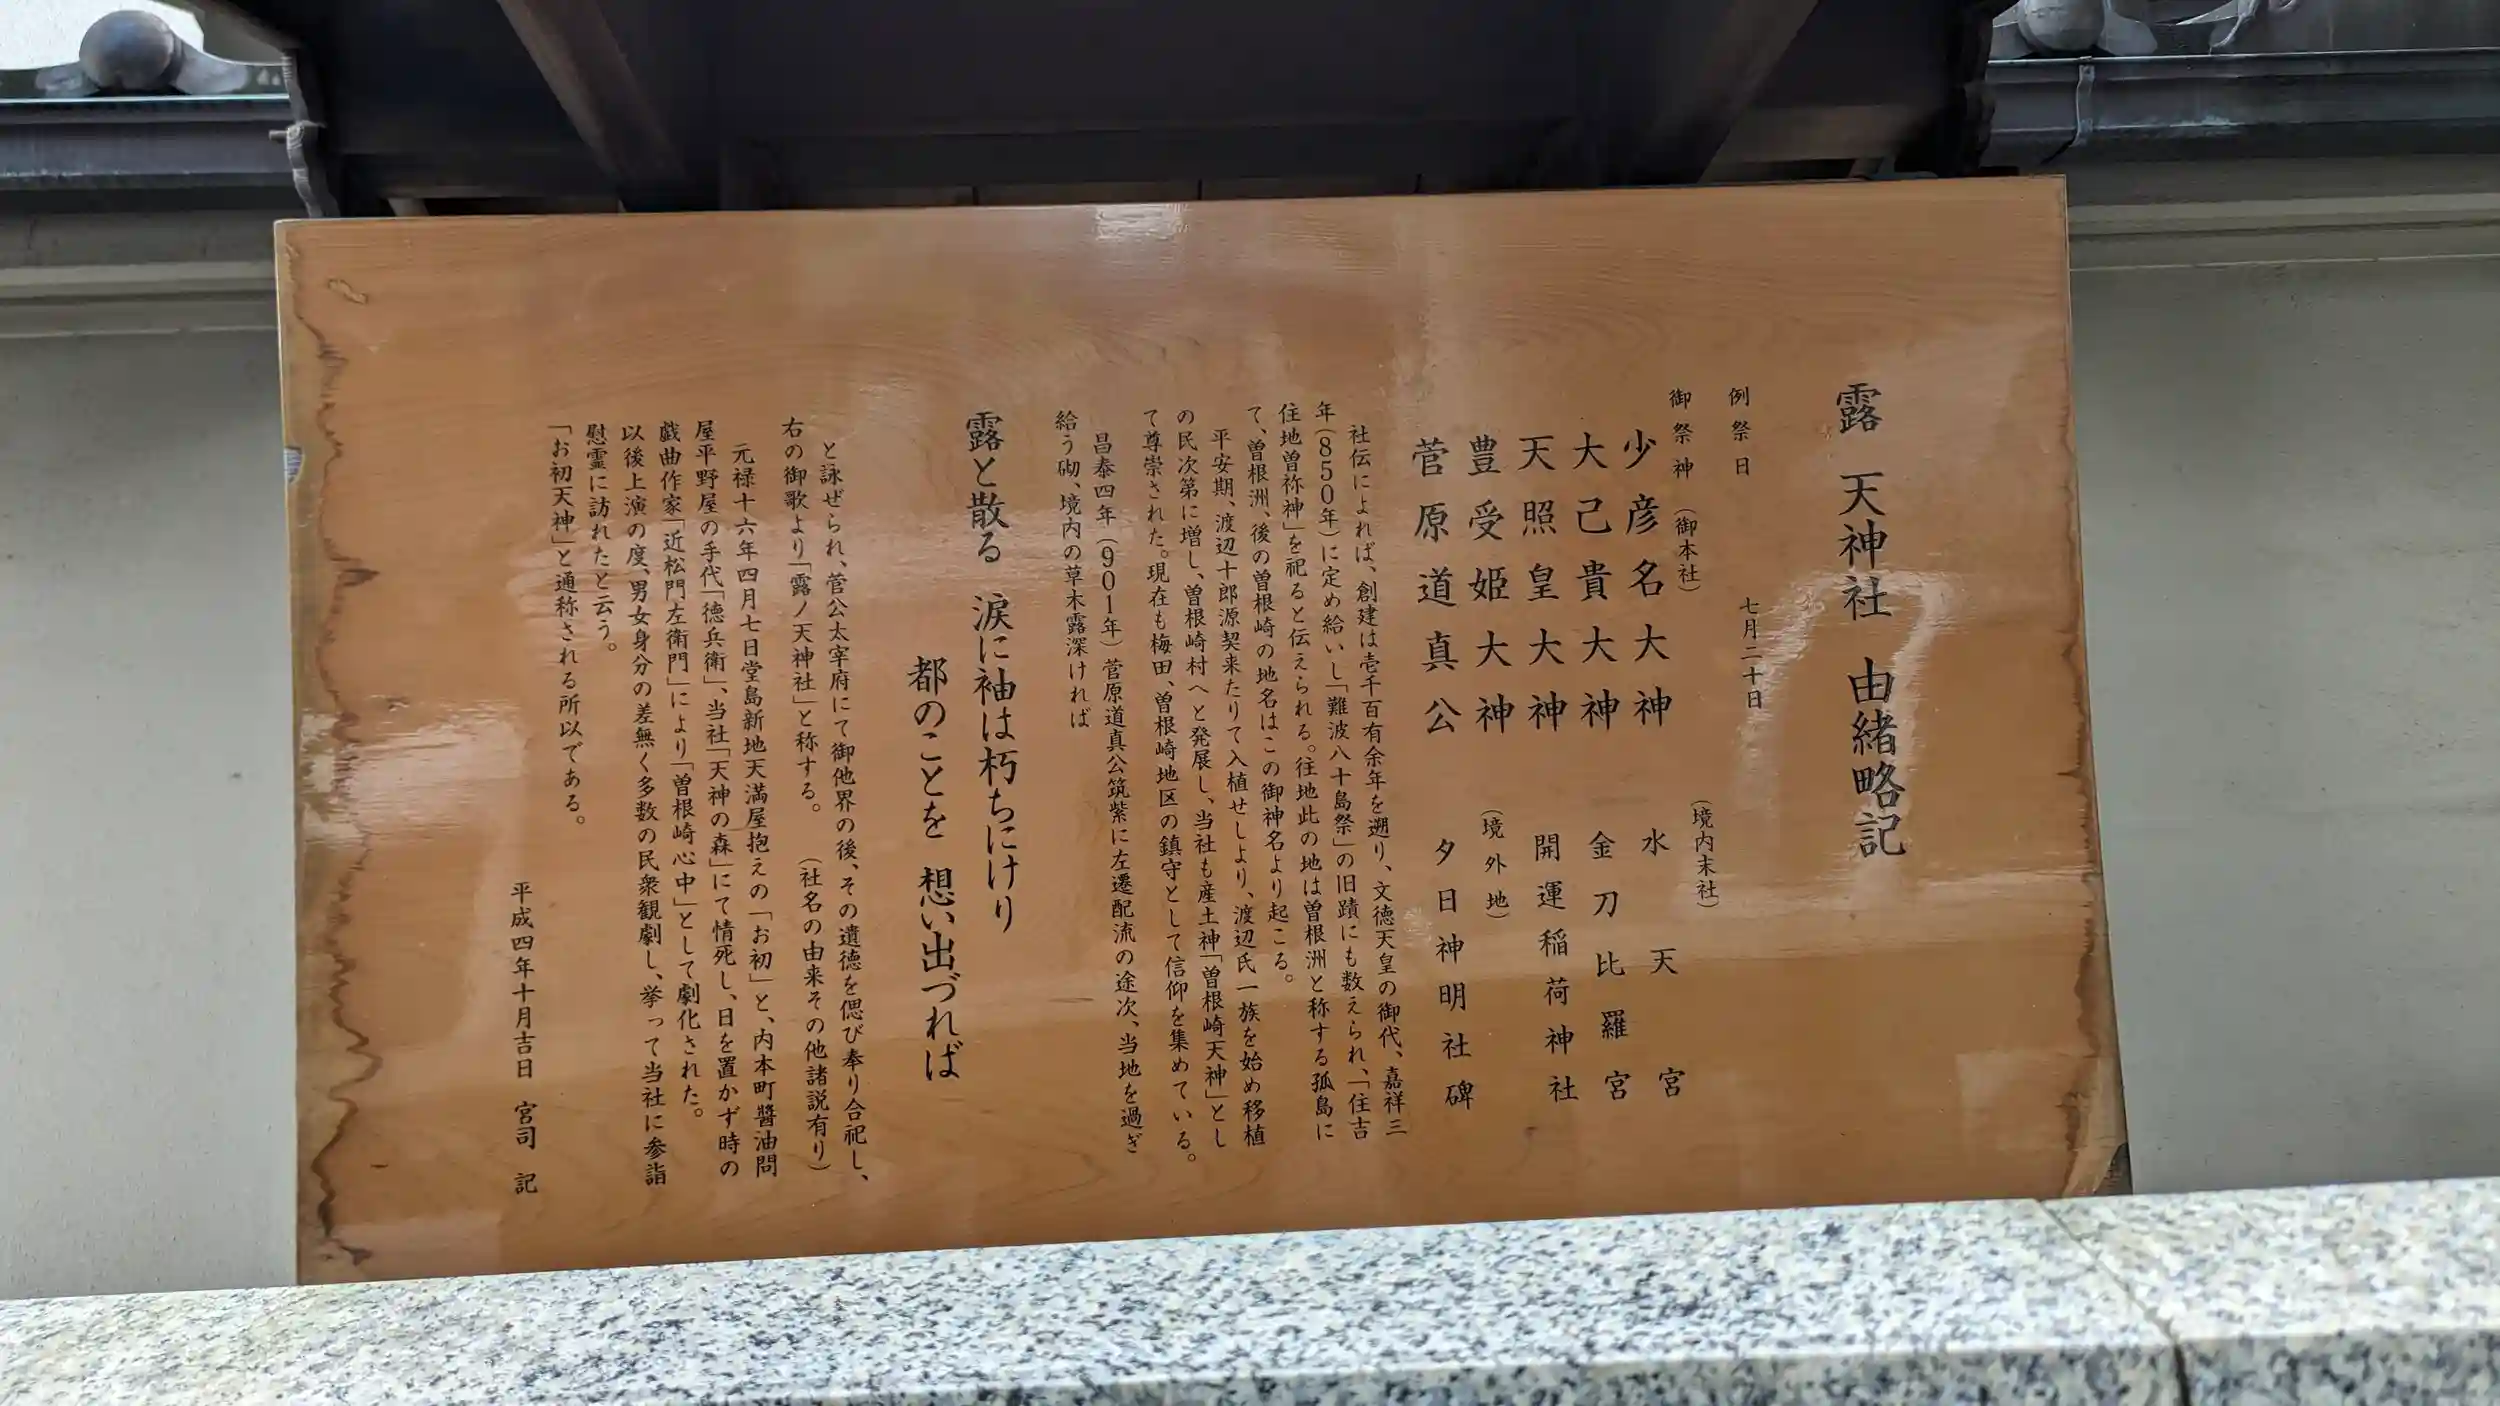 露 天神社 由緒略記
例祭日 七月二十日
御祭神 (御本社) (境内末社)
少彦名大神 水天宮
大己貴大神 金刀比羅宮
天照皇大神 開運稲荷神社
豊受姫大神 (境外地)
菅原道真公 夕日神明社碑
社伝によれば、創建は壱千百有余年を遡り、文徳天皇の御代、嘉祥三
年(850年)に定め給いし「難波八十島祭」の旧蹟にも数えられ、「住吉
住地曽祢神」を祀ると伝えられる。往地此の地は曽根洲と称する孤島に
て、曽根洲、後の曽根崎の地名はこの御神名より起こる。
平安期、渡辺十郎源契来たりて入植せしより、渡辺氏一族を始め移植
の民次第に増し、曽根崎村へと発展し、当社も産土神「曽根崎天神」とし
て尊崇された。現在も梅田、曽根崎地区の鎮守として信仰を集めている。
昌泰四年(901年)菅原道真公筑紫に左遷配流の途次、当地を過ぎ
給う砌、境内の草木露深ければ
露と散る 涙に袖は朽ちにけり
都のことを 想い出づれば
と詠ぜられ、菅公太宰府にて御他界の後、その遺徳を偲び奉り合祀し、
右の御歌より「露ノ天神社」と称する。 (社名の由来その他諸説有り)
元禄十六年四月七日堂島新地天満屋抱えの「お初」と、内本町醬油問
屋平野屋の手代「徳兵衛」、当社「天神の森」にて情死し、日を置かず時の
戯曲作家「近松門左衛門」により「曽根崎心中」として劇化された。
以後上演の度、男女身分の差無く多数の民衆観劇し、挙って当社に参詣
慰霊に訪れたと云う。
「お初天神」と通称される所以である。
平成四年十月吉日 宮司 記